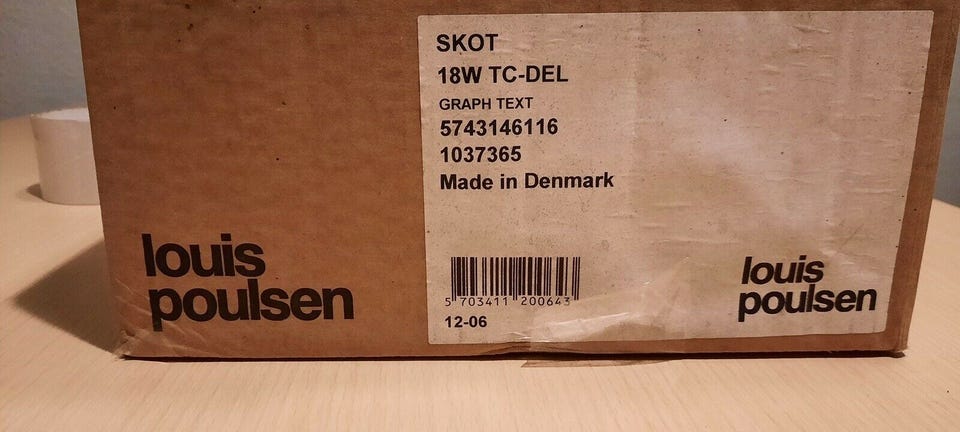 SKOT
18W TC-DEL
GRAPH TEXT
5743146116
1037365
Made in Denmark
5 703411 200643
12-06
louis
poulsen
louis
poulsen